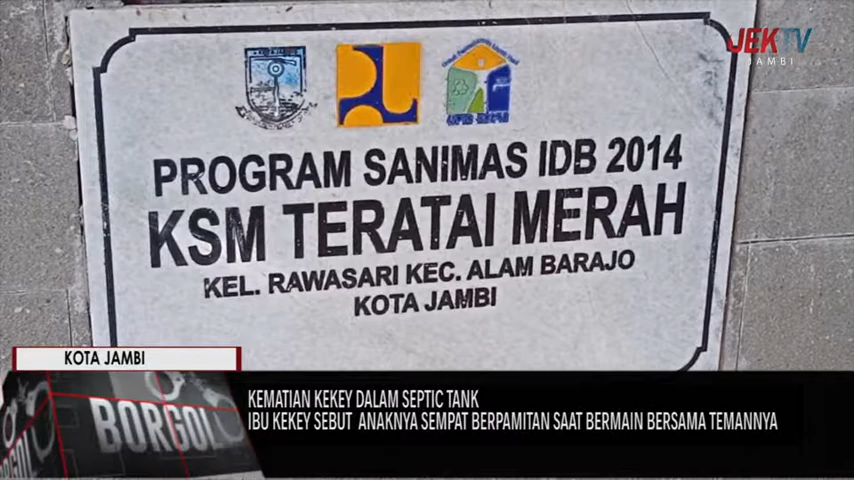 JEKTV
JAMBI
PROGRAM SANIMAS IDB 2014
KSM TERATAI MERAH
KEL. RAWASARI KEC. ALAM BARAJO
KOTA JAMBI
KOTA JAMBI
BORGOL
KEMATIAN KEKEY DALAM SEPTIC TANK
IBU KEKEY SEBUT ANAKNYA SEMPAT BERPAMITAN SAAT BERMAIN BERSAMA TEMANNYA